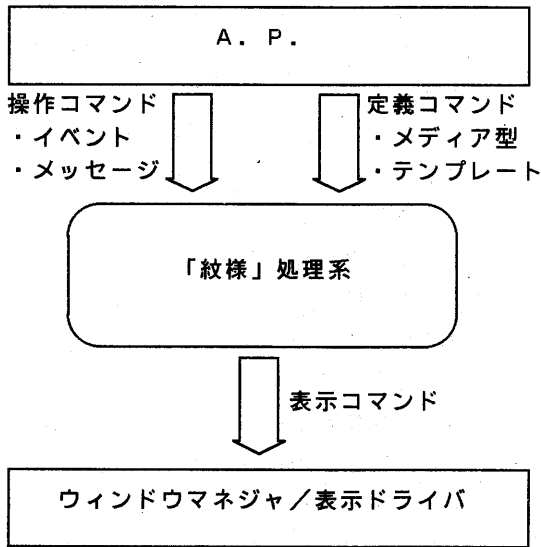 A. P.
操作コマンド
・イベント
・メッセージ
定義コマンド
・メディア型
・テンプレート
「紋様」処理系
表示コマンド
ウィンドウマネジャ／表示ドライバ